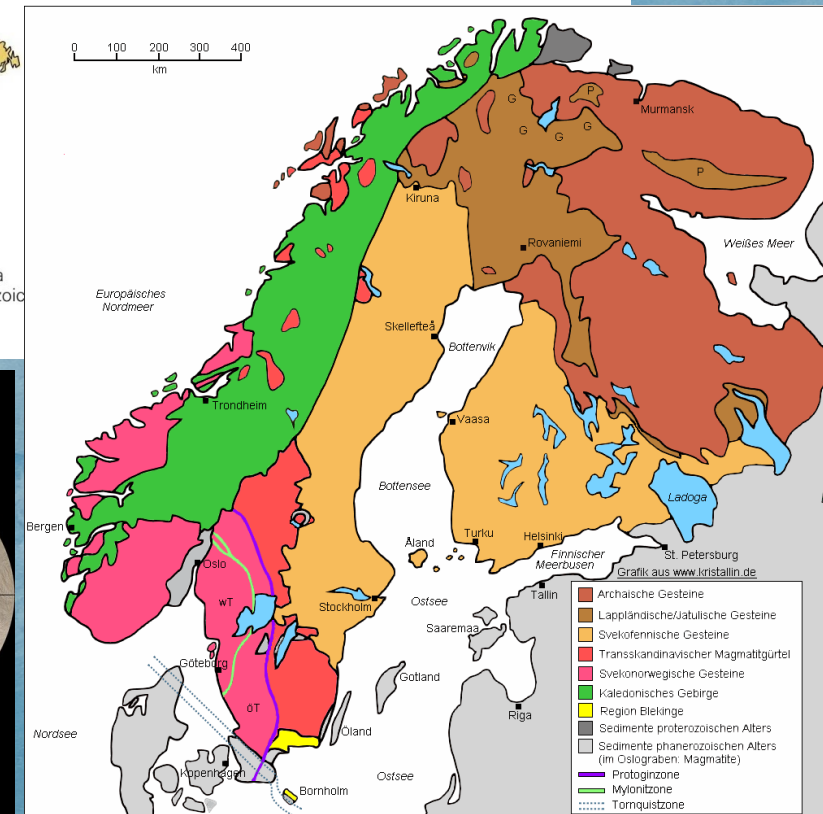 a
zoic
0 100 200 300 400
km
Murmansk
P
G
G
G
G
P
Kiruna
Rovaniemi
Weißes Meer
Europäisches
Nordmeer
Skellefteå
Bottenvik
Trondheim
Vaasa
Bottensee
Ladoga
Bergen
Oslo
Åland
Turku
Helsinki
Finnischer
Meerbusen
St. Petersburg
Grafik aus www.kristallin.de
wT
Stockholm
Ostsee
Tallin
Saaremaa
Göteborg
Gotland
öT
Öland
Riga
Nordsee
Kopenhagen
Bornholm
Ostsee
Archaische Gesteine
Lappländische/Jatulische Gesteine
Svekofennische Gesteine
Transskandinavischer Magmatitgürtel
Svekonorwegische Gesteine
Kaledonisches Gebirge
Region Blekinge
Sedimente proterozoischen Alters
Sedimente phanerozoischen Alters
(im Oslograben: Magmatite)
Protoginzone
Mylonitzone
Tornquistzone